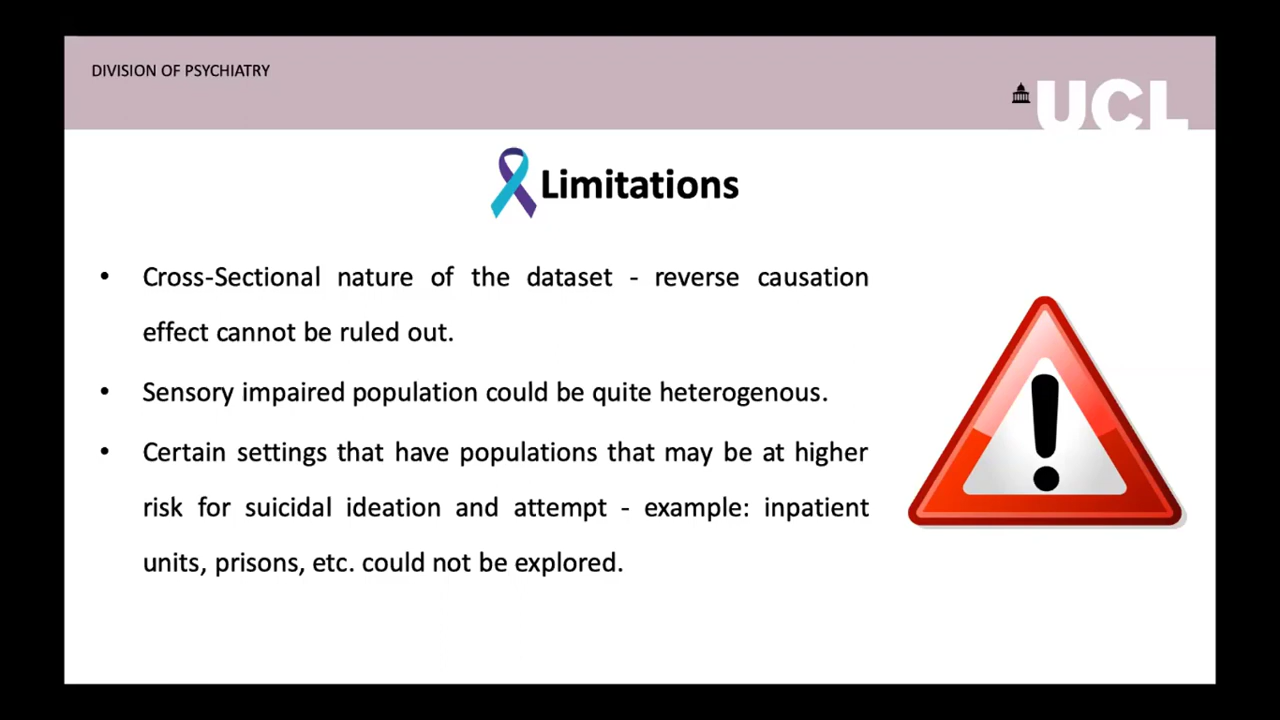 DIVISION OF PSYCHIATRY
UCL
Limitations
• Cross-Sectional nature of the dataset - reverse causation
effect cannot be ruled out.
• Sensory impaired population could be quite heterogenous.
• Certain settings that have populations that may be at higher
risk for suicidal ideation and attempt - example: inpatient
units, prisons, etc. could not be explored.